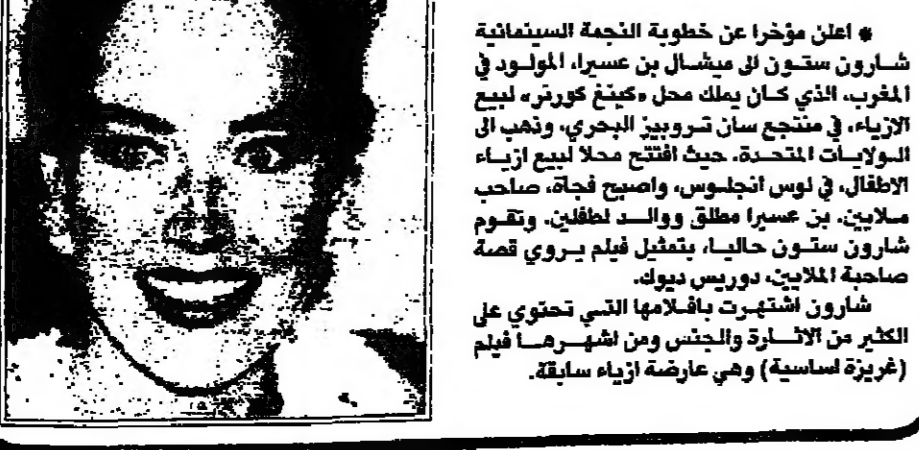 * اعلن مؤخرا عن خطوبة النجمة السينمائية
شارون ستون الى ميشال بن عسيرا، المولود في
المغرب، الذي كان يملك محل «كينغ كورنر» لبيع
الازياء، في منتجع سان تروبيز البحري، وذهب الى
الولايات المتحدة، حيث افتتح محلا لبيع ازياء
الاطفال، في لوس انجلوس، واصبح فجاة، صاحب
ملايين. بن عسيرا مطلق ووالد لطفلين. وتقوم
شارون ستون حاليا، بتمثيل فيلم يروي قصة
صاحبة الملايين، دوريس ديوك.
شارون اشتهرت بافلامها التي تحتوي على
الكثير من الاثارة والجنس ومن اشهرها فيلم
(غريزة اساسية) وهي عارضة ازياء سابقة.